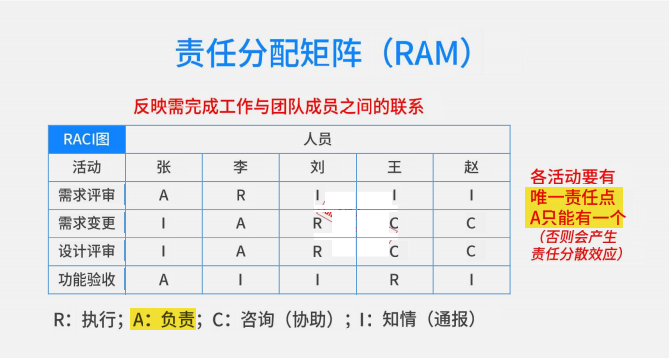 责任分配矩阵（RAM）
反映需完成工作与团队成员之间的联系
RACI图 人员
活动 张 李 刘 王 赵
需求评审 A R I I I
需求变更 I A R C C
设计评审 I A R C C
功能验收 A I I R I
各活动要有
唯一责任点
A只能有一个
（否则会产生
责任分散效应）
R：执行；A：负责；C：咨询（协助）；I：知情（通报）